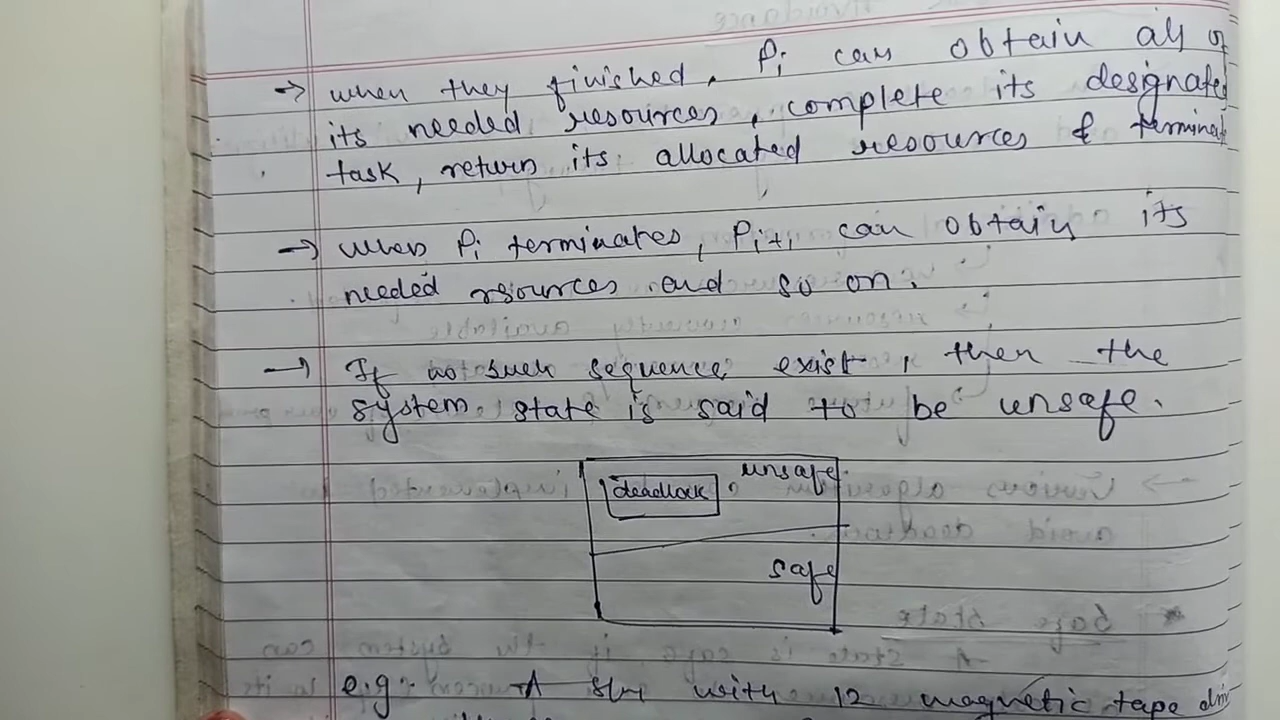 → when they finished, Pi can obtain all of
its needed resources, complete its designated
task, return its allocated resources & terminate
→ when Pi terminates, Pi+1 can obtain its
needed resources and so on.
→ If no such sequence exist, then the
system state is said to be unsafe.
unsafe
deadlock
safe
e.g. A with 12 magnetic tape